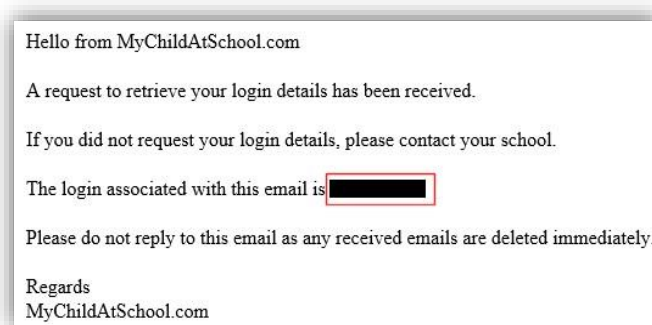 Hello from MyChildAtSchool.com
A request to retrieve your login details has been received.
If you did not request your login details, please contact your school.
The login associated with this email is
Please do not reply to this email as any received emails are deleted immediately.
Regards
MyChildAtSchool.com